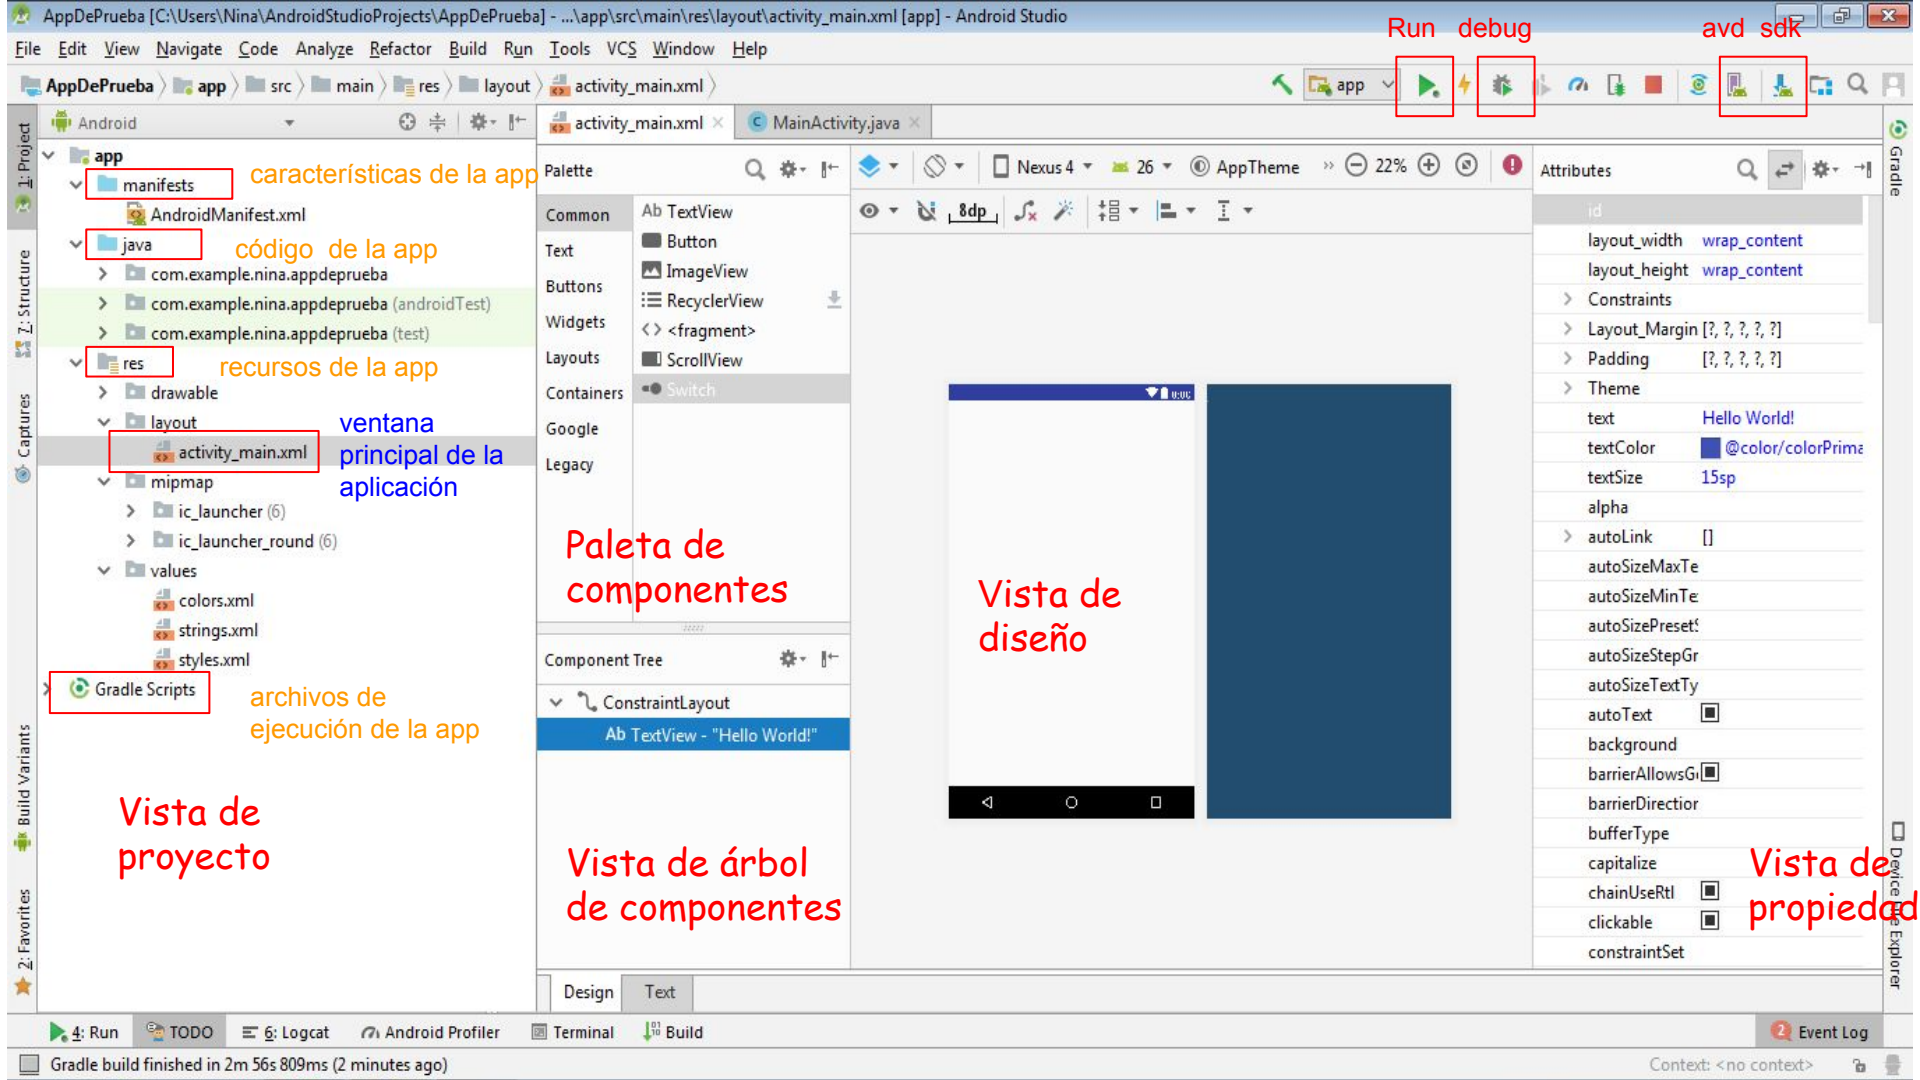 AppDePrueba [C:\Users\Nina\AndroidStudioProjects\AppDePrueba] - ...\app\src\main\res\layout\activity_main.xml [app] - Android Studio
Run debug avd sdk
File Edit View Navigate Code Analyze Refactor Build Run Tools VCS Window Help
AppDePrueba app src main res layout activity_main.xml
app
Android
activity_main.xml
MainActivity.java
1: Project
Z: Structure
Captures
Build Variants
2: Favorites
app
manifests
características de la app
AndroidManifest.xml
java
código de la app
com.example.nina.appdeprueba
com.example.nina.appdeprueba (androidTest)
com.example.nina.appdeprueba (test)
res
recursos de la app
drawable
layout
activity_main.xml
ventana
principal de la
aplicación
mipmap
ic_launcher (6)
ic_launcher_round (6)
values
colors.xml
strings.xml
styles.xml
Gradle Scripts
archivos de
ejecución de la app
Vista de
proyecto
Palette
Common
Text
Buttons
Widgets
Layouts
Containers
Google
Legacy
Ab TextView
Button
ImageView
RecyclerView
<> <fragment>
ScrollView
Switch
Paleta de
componentes
Component Tree
ConstraintLayout
Ab TextView - "Hello World!"
Vista de árbol
de componentes
Nexus 4 26 AppTheme » 22%
8dp
Vista de
diseño
Attributes
id
layout_width wrap_content
layout_height wrap_content
Constraints
Layout_Margin [?, ?, ?, ?, ?]
Padding [?, ?, ?, ?, ?]
Theme
text Hello World!
textColor @color/colorPrima
textSize 15sp
alpha
autoLink []
autoSizeMaxTe
autoSizeMinTe
autoSizePresetS
autoSizeStepGr
autoSizeTextTy
autoText
background
barrierAllowsG
barrierDirection
bufferType
capitalize
chainUseRtl
clickable
constraintSet
Vista de
propiedad
Gradle
Device File Explorer
Design Text
4: Run TODO 6: Logcat Android Profiler Terminal Build
2 Event Log
Gradle build finished in 2m 56s 809ms (2 minutes ago)
Context: <no context>